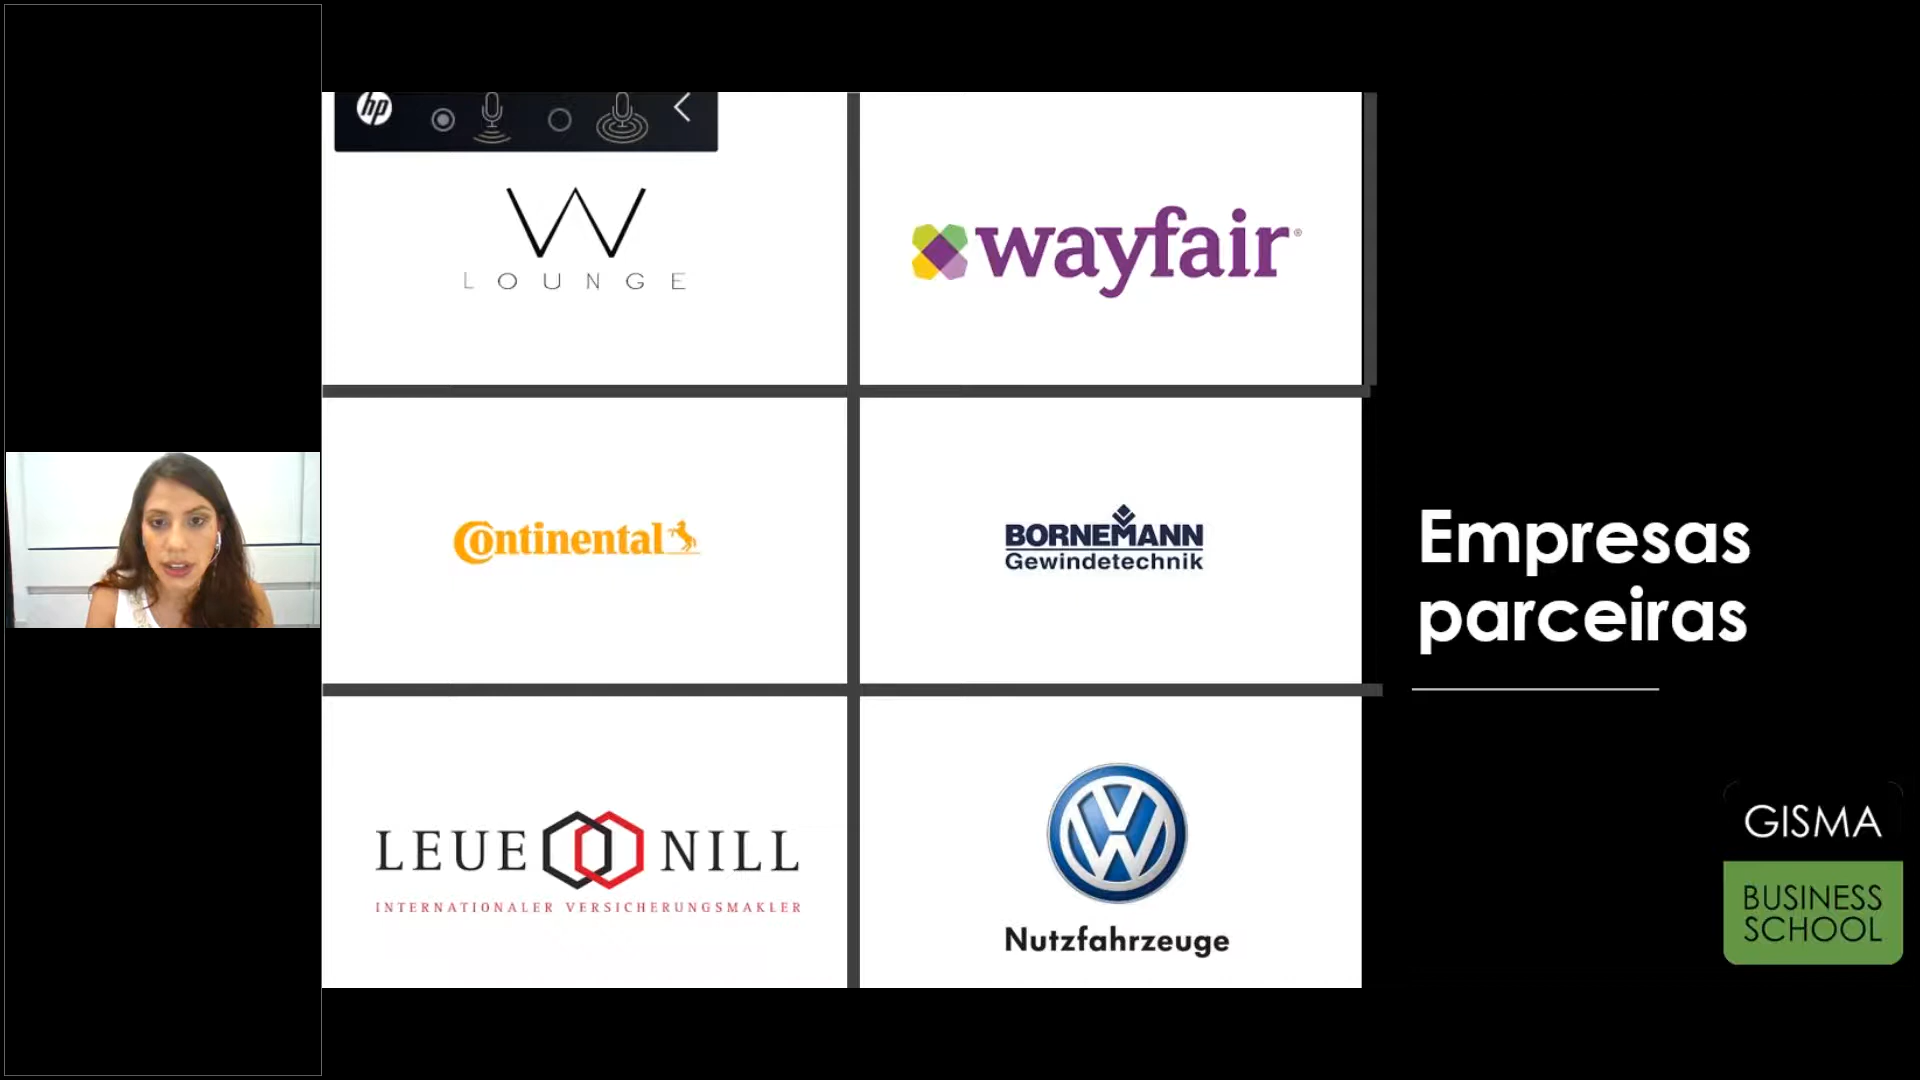 hp
W
LOUNGE
wayfair®
Continental
BORNEMANN
Gewindetechnik
LEUE NILL
INTERNATIONALER VERSICHERUNGSMAKLER
Nutzfahrzeuge
Empresas
parceiras
GISMA
BUSINESS
SCHOOL